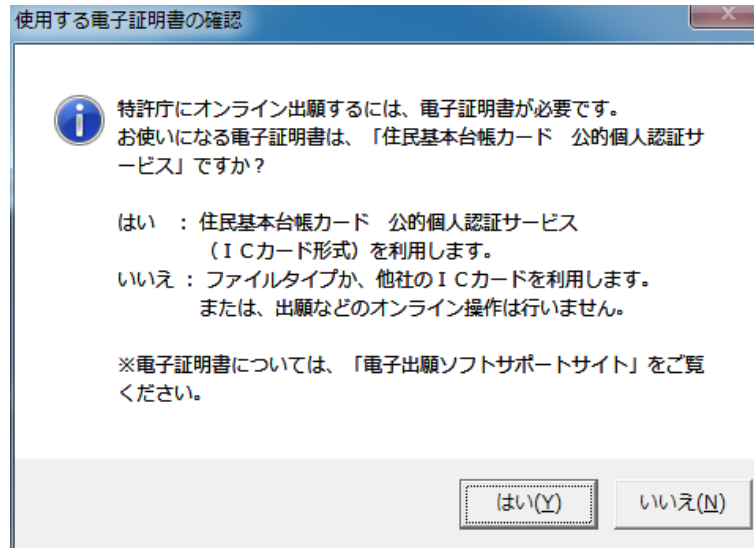 使用する電子証明書の確認
特許庁にオンライン出願するには、電子証明書が必要です。
お使いになる電子証明書は、「住民基本台帳カード　公的個人認証サ
ービス」ですか？
はい　：住民基本台帳カード　公的個人認証サービス
（ＩＣカード形式）を利用します。
いいえ：ファイルタイプか、他社のＩＣカードを利用します。
または、出願などのオンライン操作は行いません。
※電子証明書については、「電子出願ソフトサポートサイト」をご覧
ください。
はい(Y)　いいえ(N)